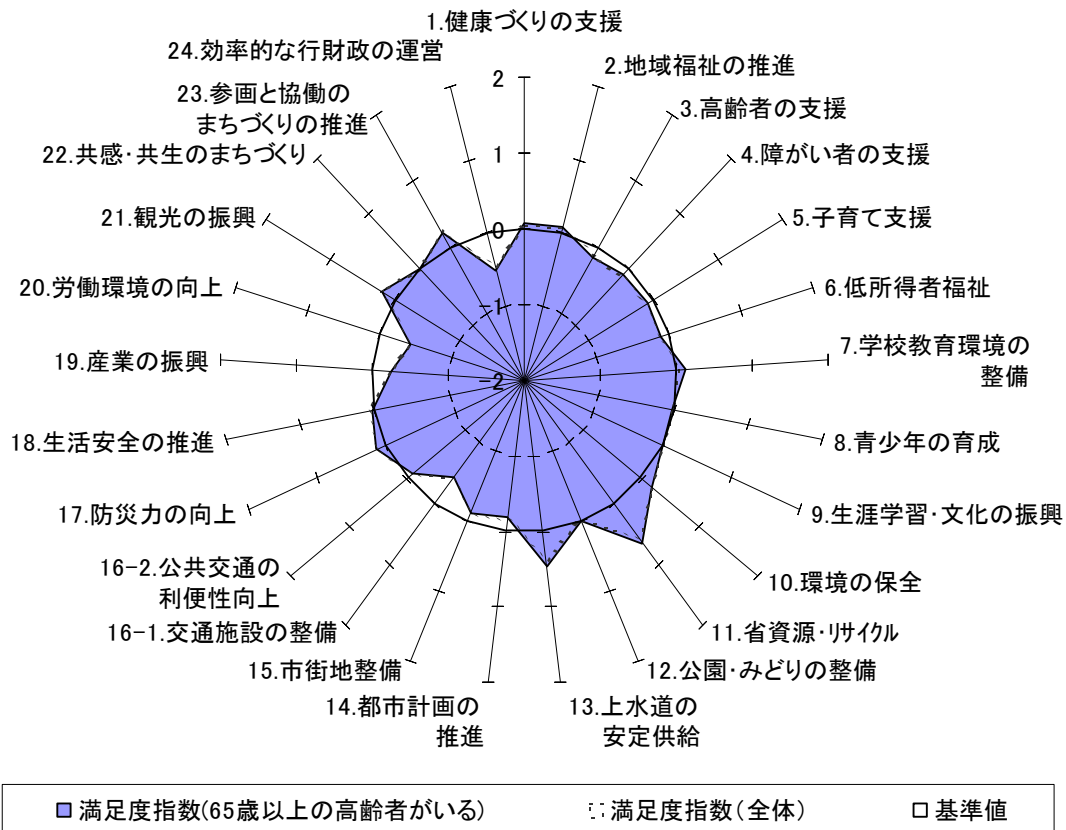 1.健康づくりの支援
2.地域福祉の推進
3.高齢者の支援
4.障がい者の支援
5.子育て支援
6.低所得者福祉
7.学校教育環境の
整備
8.青少年の育成
9.生涯学習･文化の振興
10.環境の保全
11.省資源･ﾘｻｲｸﾙ
12.公園･みどりの整備
13.上水道の
安定供給
14.都市計画の
推進
15.市街地整備
16-1.交通施設の整備
16-2.公共交通の
利便性向上
17.防災力の向上
18.生活安全の推進
19.産業の振興
20.労働環境の向上
21.観光の振興
22.共感･共生のまちづくり
23.参画と協働の
まちづくりの推進
24.効率的な行財政の運営
2
1
0
-1
-2
満足度指数(65歳以上の高齢者がいる)
満足度指数(全体)
基準値